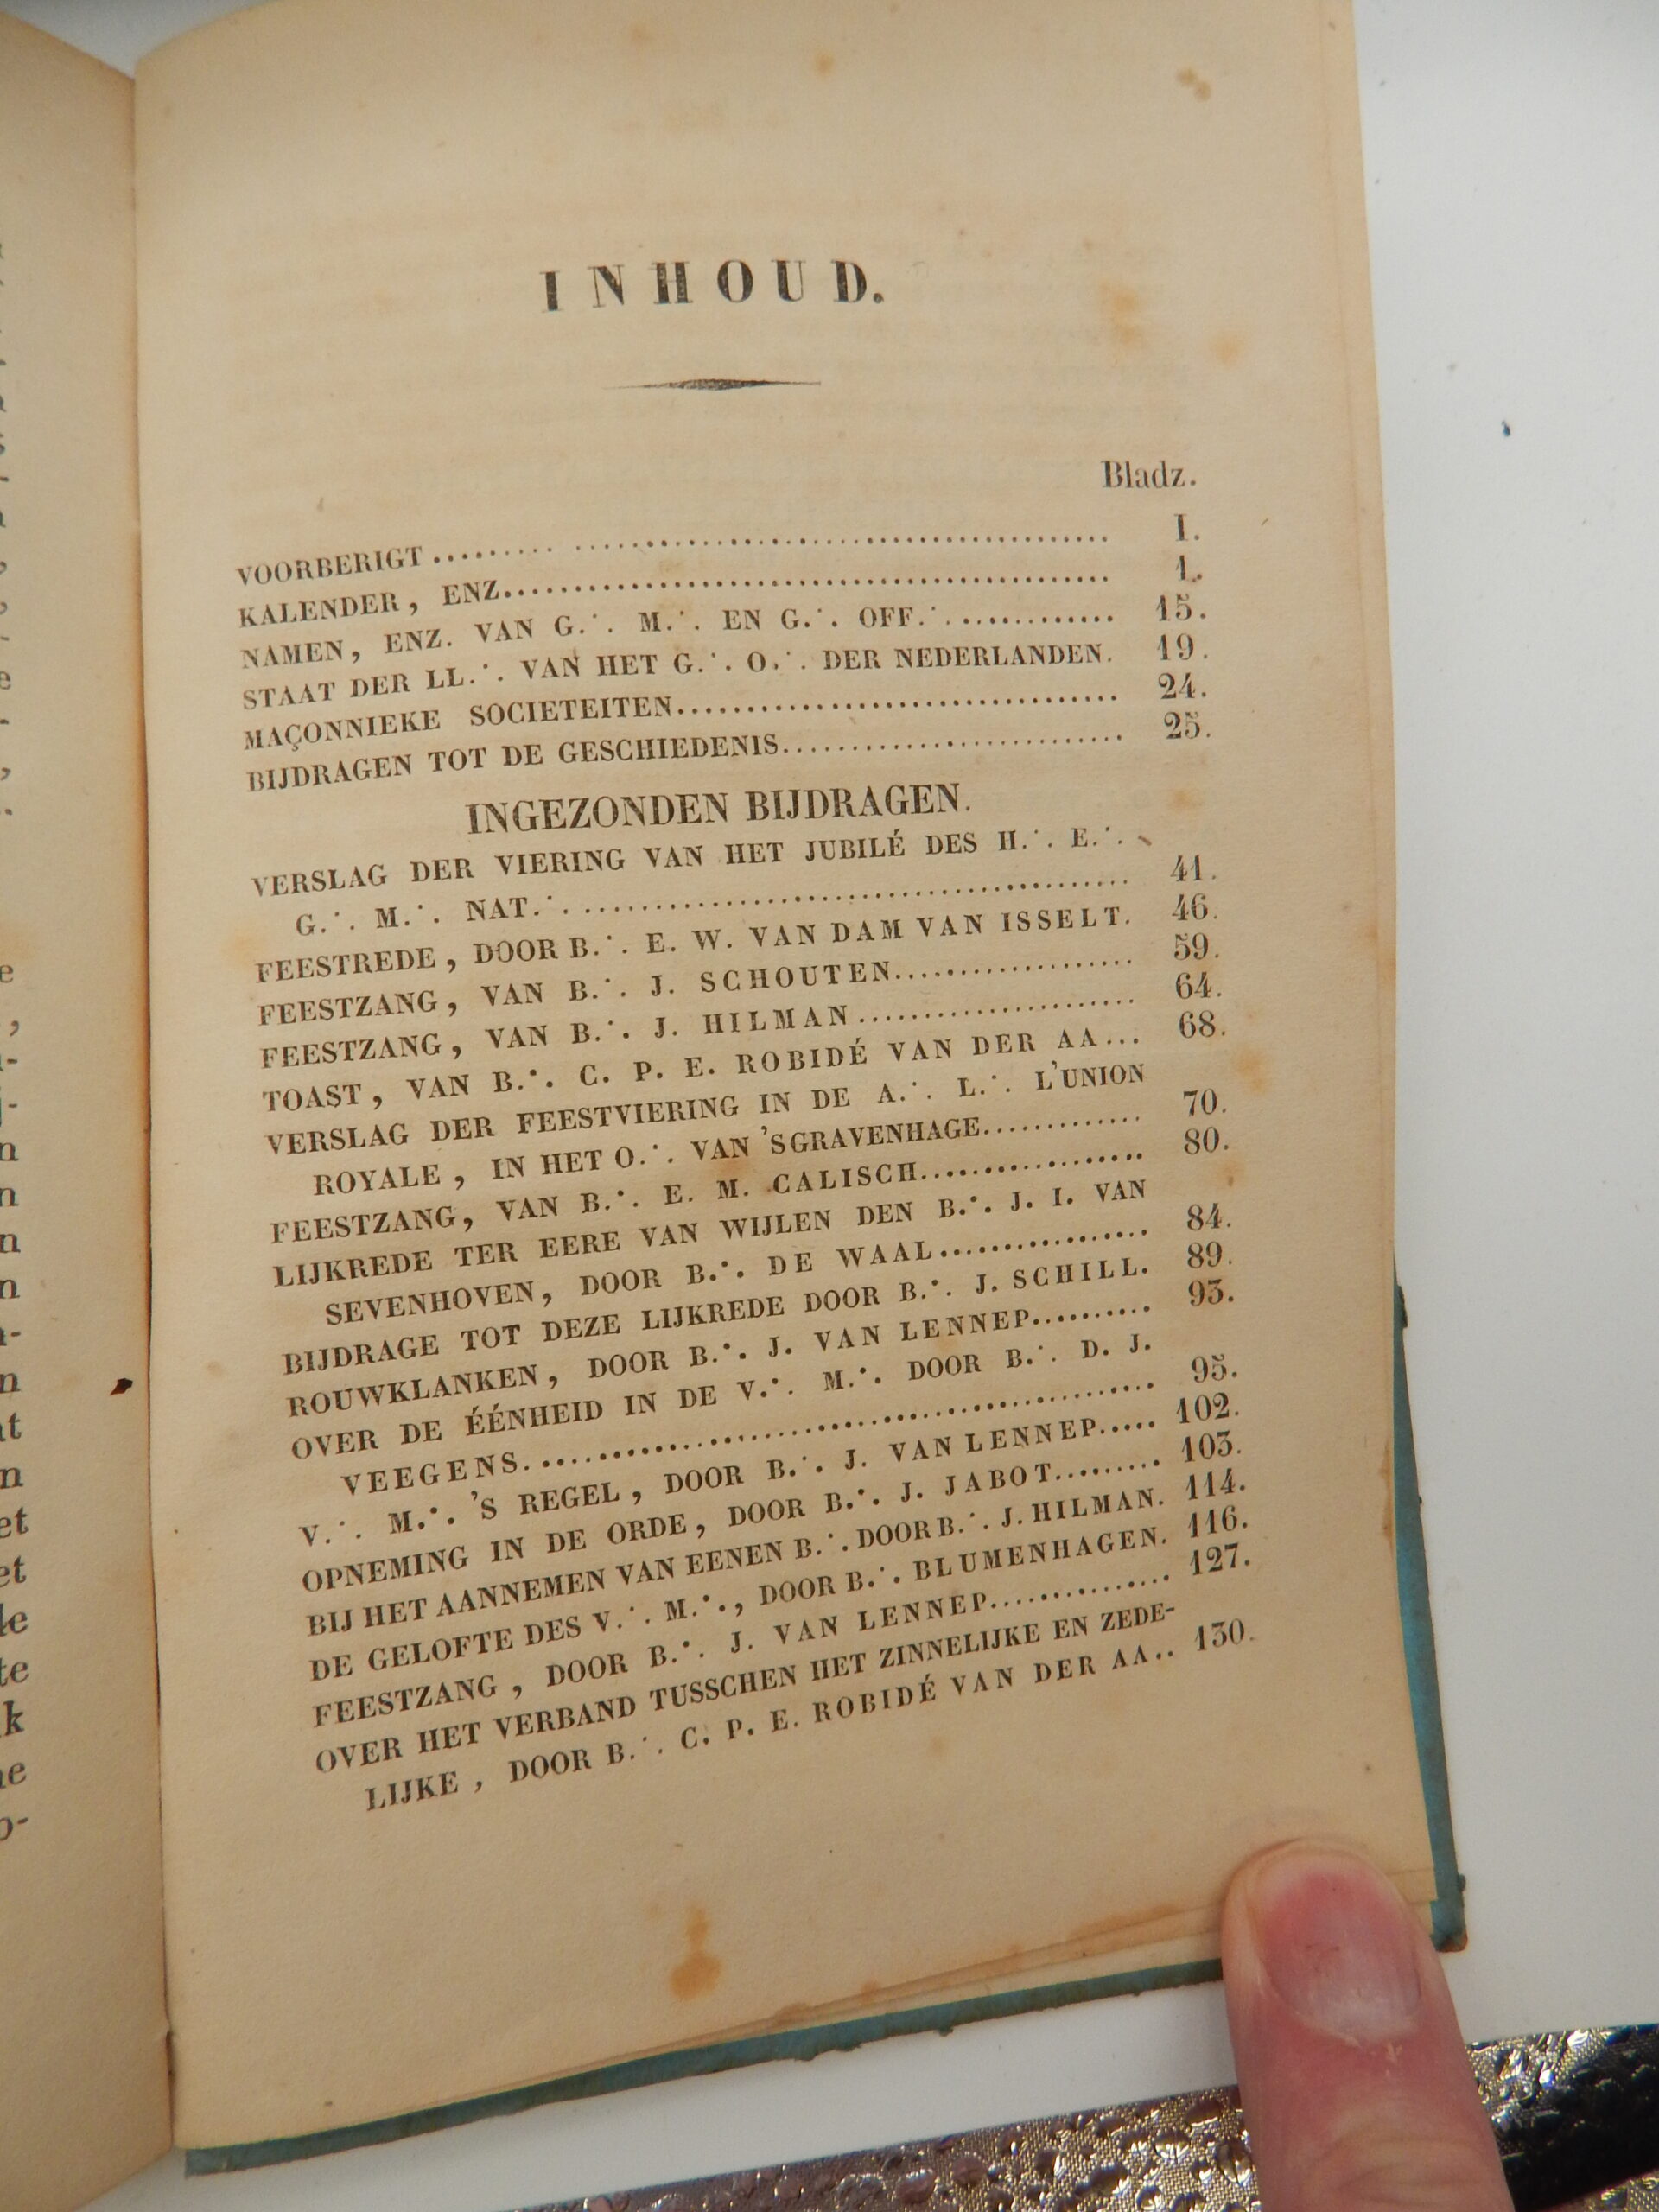 INHOUD.
Bladz.
VOORBERIGT......... ...................................... I.
KALENDER, ENZ........................................... 1.
NAMEN, ENZ. VAN G.·. M.·. EN G.·. OFF.·............. 15.
STAAT DER LL.·. VAN HET G.·. O.·. DER NEDERLANDEN. 19.
MAÇONNIEKE SOCIETEITEN................................ 24.
BIJDRAGEN TOT DE GESCHIEDENIS......................... 25.
INGEZONDEN BIJDRAGEN.
VERSLAG DER VIERING VAN HET JUBILÉ DES H.·. E.·.
G.·. M.·. NAT.·........................................ 41.
FEESTREDE, DOOR B.·. E. W. VAN DAM VAN ISSELT. 46.
FEESTZANG, VAN B.·. J. SCHOUTEN................... 59.
FEESTZANG, VAN B.·. J. HILMAN...................... 64.
TOAST, VAN B.·. C. P. E. ROBIDÉ VAN DER AA... 68.
VERSLAG DER FEESTVIERING IN DE A.·. L.·. L'UNION
ROYALE, IN HET O.·. VAN 'SGRAVENHAGE............. 70.
FEESTZANG, VAN B.·. E. M. CALISCH.................. 80.
LIJKREDE TER EERE VAN WIJLEN DEN B.·. J. I. VAN
SEVENHOVEN, DOOR B.·. DE WAAL................. 84.
BIJDRAGE TOT DEZE LIJKREDE DOOR B.·. J. SCHILL. 89.
ROUWKLANKEN, DOOR B.·. J. VAN LENNEP.......... 93.
OVER DE ÉÉNHEID IN DE V.·. M.·. DOOR B.·. D. J.
VEEGENS............................................ 95.
V.·. M.·. 'S REGEL, DOOR B.·. J. VAN LENNEP..... 102.
OPNEMING IN DE ORDE, DOOR B.·. J. JABOT......... 103.
BIJ HET AANNEMEN VAN EENEN B.·. DOOR B.·. J. HILMAN. 114.
DE GELOFTE DES V.·. M.·., DOOR B.·. BLUMENHAGEN. 116.
FEESTZANG, DOOR B.·. J. VAN LENNEP.............. 127.
OVER HET VERBAND TUSSCHEN HET ZINNELIJKE EN ZEDE-
LIJKE, DOOR B.·. C. P. E. ROBIDÉ VAN DER AA.. 130.